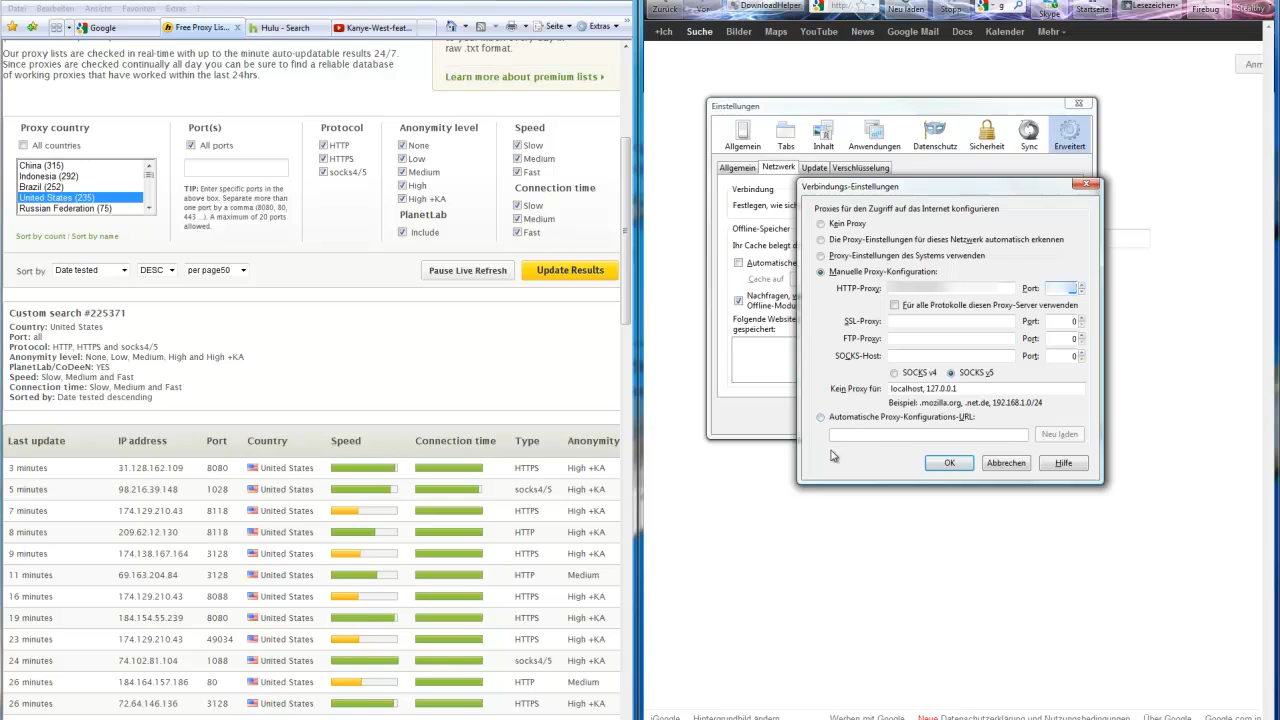 Datei Bearbeiten Ansicht Favoriten Extras ?
Google
Free Proxy Lis...
Hulu - Search
Kanye-West-feat...
Seite
Extras
Our proxy lists are checked in real-time with up to the minute autoupdatable results 24/7.
Since proxies are checked continually all day you can be sure to find a reliable database
of working proxies that have worked within the last 24hrs.
raw .txt format.
Learn more about premium lists
Proxy country
All countries
China (315)
Indonesia (292)
Brazil (252)
United States (235)
Russian Federation (75)
Sort by count | Sort by name
Port(s)
All ports
TIP: Enter specific ports in the
above box. Separate more than
one port by a comma (8080, 80,
443 ...). A maximum of 20 ports
allowed.
Protocol
HTTP
HTTPS
socks4/5
Anonymity level
None
Low
Medium
High
High +KA
PlanetLab
Include
Speed
Slow
Medium
Fast
Connection time
Slow
Medium
Fast
Sort by Date tested DESC per page50
Pause Live Refresh
Update Results
Custom search #225371
Country: United States
Port: all
Protocol: HTTP, HTTPS and socks4/5
Anonymity level: None, Low, Medium, High and High +KA
PlanetLab/CoDeeN: YES
Speed: Slow, Medium and Fast
Connection time: Slow, Medium and Fast
Sorted by: Date tested descending
Last update IP address Port Country Speed Connection time Type Anonymity
3 minutes 31.128.162.109 8080 United States HTTPS High +KA
5 minutes 98.216.39.148 1028 United States socks4/5 High +KA
7 minutes 174.129.210.43 8118 United States HTTPS High +KA
8 minutes 209.62.12.130 8118 United States HTTP High +KA
9 minutes 174.138.167.164 3128 United States HTTPS High +KA
11 minutes 69.163.204.84 3128 United States HTTP Medium
16 minutes 174.129.210.43 8088 United States HTTPS High +KA
19 minutes 184.154.55.239 8080 United States HTTPS High +KA
23 minutes 174.129.210.43 49034 United States HTTPS High +KA
24 minutes 74.102.81.104 1088 United States socks4/5 High +KA
26 minutes 184.164.157.186 80 United States HTTP Medium
26 minutes 72.64.146.136 3128 United States HTTPS High +KA
Zurück Vor DownloadHelper http:/ Neu laden Stopp g Skype Startseite Lesezeichen- Firebug Stealthy
+Ich Suche Bilder Maps YouTube News Google Mail Docs Kalender Mehr
Anm
Einstellungen
Allgemein Tabs Inhalt Anwendungen Datenschutz Sicherheit Sync Erweitert
Allgemein Netzwerk Update Verschlüsselung
Verbindung
Festlegen, wie sich
Offline-Speicher
Ihr Cache belegt d
Automatische
Cache auf
Nachfragen, w
Offline-Modu
Folgende Website
gespeichert:
Verbindungs-Einstellungen
Proxies für den Zugriff auf das Internet konfigurieren
Kein Proxy
Die Proxy-Einstellungen für dieses Netzwerk automatisch erkennen
Proxy-Einstellungen des Systems verwenden
Manuelle Proxy-Konfiguration:
HTTP-Proxy: Port:
Für alle Protokolle diesen Proxy-Server verwenden
SSL-Proxy: Port: 0
FTP-Proxy: Port: 0
SOCKS-Host: Port: 0
SOCKS v4 SOCKS v5
Kein Proxy für: localhost, 127.0.0.1
Beispiel: .mozilla.org, .net.de, 192.168.1.0/24
Automatische Proxy-Konfigurations-URL:
Neu laden
OK Abbrechen Hilfe
iGoogle Hintergrundbild ändern Werben mit Google Neue Datenschutzerklärung und Nutzungsbedingungen Über Google Google.com in